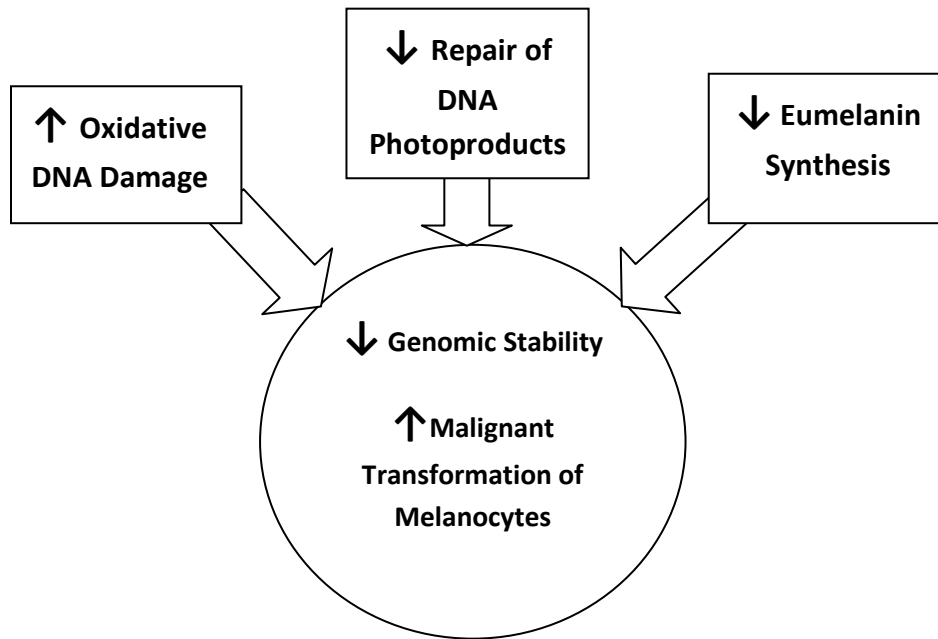 ↑ Oxidative
DNA Damage
↓ Repair of
DNA
Photoproducts
↓ Eumelanin
Synthesis
↓ Genomic Stability
↑ Malignant
Transformation of
Melanocytes